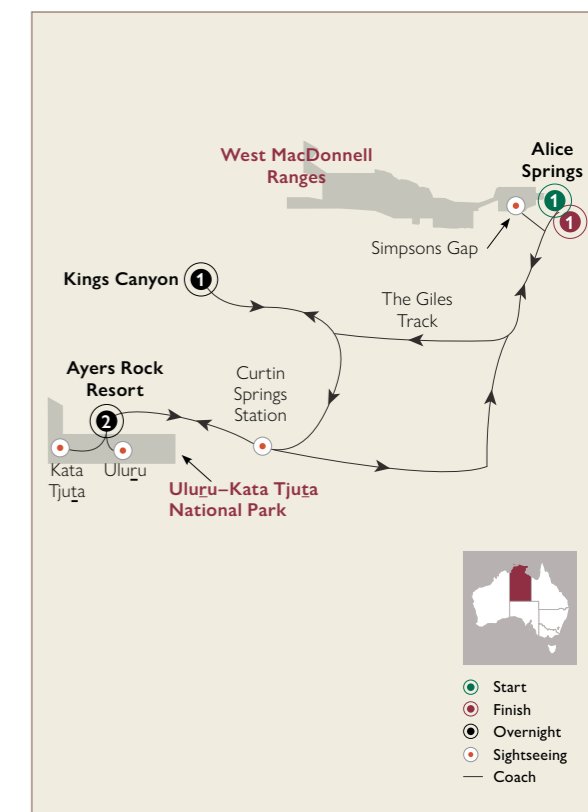 West MacDonnell
Ranges
Alice
Springs
1
1
Simpsons Gap
Kings Canyon
1
The Giles
Track
Ayers Rock
Resort
2
Curtin
Springs
Station
Kata
Tjuṯa
Uluṟu
Uluṟu–Kata Tjuṯa
National Park
Start
Finish
Overnight
Sightseeing
Coach